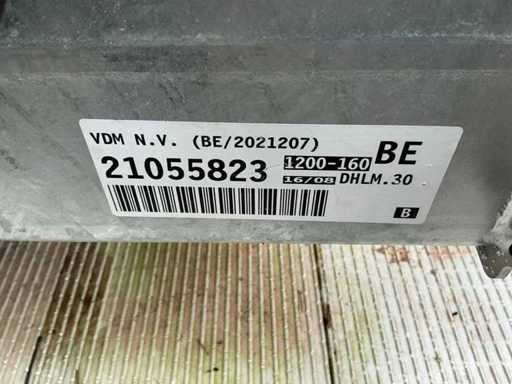 VDM N.V. (BE/2021207)
21055823 1200-160 BE
16/08 DHLM.30
B